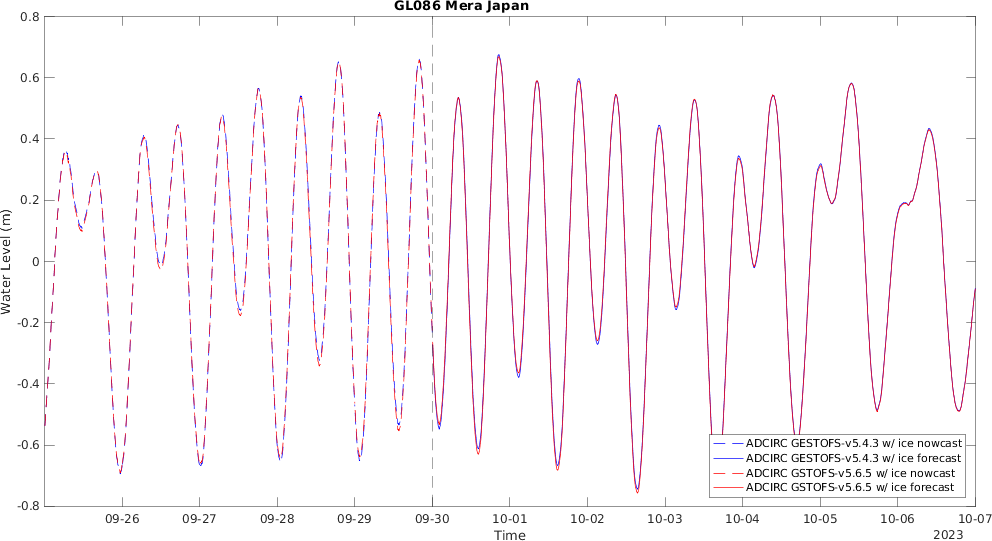 GL086 Mera Japan
0.8
0.6
0.4
0.2
0
-0.2
-0.4
-0.6
-0.8
Water Level (m)
ADCIRC GESTOFS-v5.4.3 w/ ice nowcast
ADCIRC GESTOFS-v5.4.3 w/ ice forecast
ADCIRC GSTOFS-v5.6.5 w/ ice nowcast
ADCIRC GSTOFS-v5.6.5 w/ ice forecast
09-26 09-27 09-28 09-29 09-30 10-01 10-02 10-03 10-04 10-05 10-06 10-07
Time
2023